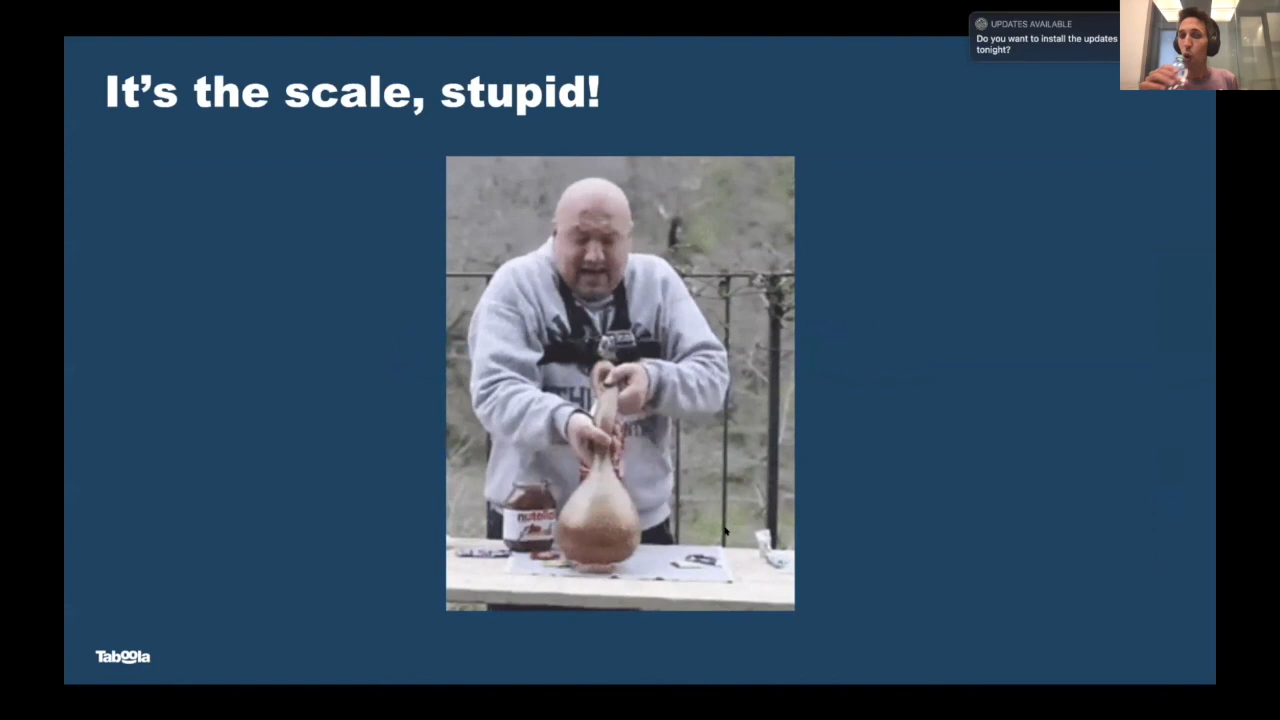 UPDATES AVAILABLE
Do you want to install the updates
tonight?
It's the scale, stupid!
nutella
Taboola